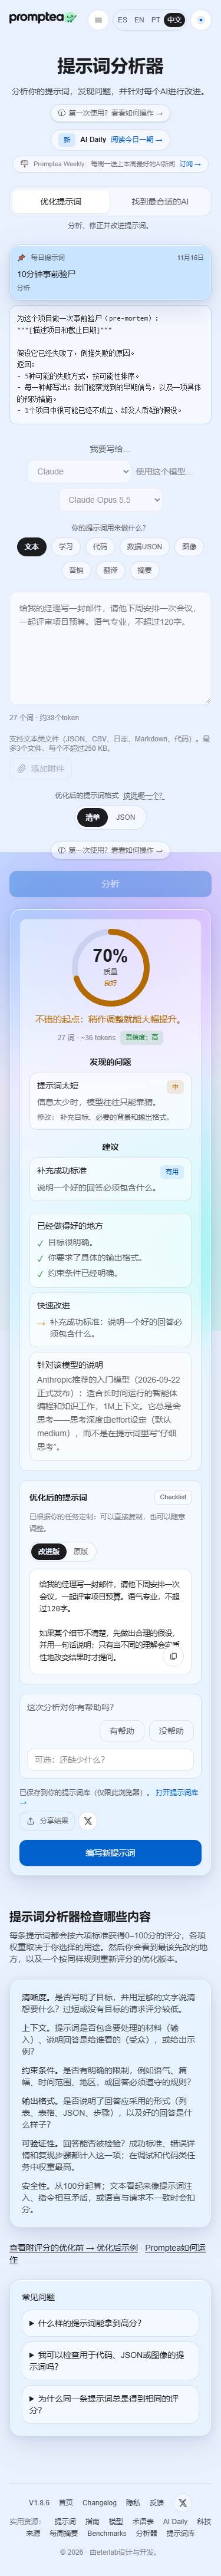 promptea
ES EN PT 中文
提示词分析器
分析你的提示词，发现问题，并针对每个AI进行改进。
第一次使用？看看如何操作 →
新 AI Daily 阅读今日一期 →
Promptea Weekly：每周一送上本周最好的AI新闻 订阅 →
优化提示词 找到最合适的AI
分析、修正并改进提示词。
每日提示词 11月16日
10分钟事前验尸
分析
为这个项目做一次事前验尸（pre-mortem）：
"""[描述项目和截止日期]"""
假设它已经失败了，倒推失败的原因。
返回：
- 5种可能的失败方式，按可能性排序。
- 每一种都写出：我们能察觉到的早期信号，以及一项具
体的预防措施。
- 1个项目中很可能已经不成立、却没人质疑的假设。
我要写给…
Claude 使用这个模型…
Claude Opus 5.5
你的提示词用来做什么？
文本 学习 代码 数据/JSON 图像
营销 翻译 摘要
给我的经理写一封邮件，请他下周安排一次会议，
一起评审项目预算。语气专业，不超过120字。
27 个词 · 约38个token
支持文本类文件（JSON、CSV、日志、Markdown、代码）。最
多3个文件，每个不超过250 KB。
添加附件
优化后的提示词格式 该选哪一个？
清单 JSON
第一次使用？看看如何操作 →
分析
70%
质量
良好
不错的起点：稍作调整就能大幅提升。
27 词 · ~36 tokens 置信度：高
发现的问题
提示词太短 中
信息太少时，模型往往只能靠猜。
修改： 补充目标、必要的背景和输出格式。
建议
补充成功标准 有用
说明一个好的回答必须包含什么。
已经做得好的地方
✓ 目标很明确。
✓ 你要求了具体的输出格式。
✓ 约束条件已经明确。
快速改进
→ 补充成功标准：说明一个好的回答必
须包含什么。
针对该模型的说明
Anthropic推荐的入门模型（2026-09-22
正式发布）：适合长时间运行的智能体
编程和知识工作，1M上下文。它总是会
思考——思考深度由effort设定（默认
medium），而不是在提示词里写“仔细
思考”。
优化后的提示词 Checklist
已根据你的任务定制：可以直接复制，也可以随意
调整。
改进版 原版
给我的经理写一封邮件，请他下周安排一次
会议，一起评审项目预算。语气专业，不超
过120字。
如果某个细节不清楚，先做出合理的假设，
并用一句话说明；只有当不同的理解会实质
性地改变结果时才提问。
这次分析对你有帮助吗？
有帮助 没帮助
可选：还缺少什么？
已保存到你的提示词库（仅限此浏览器）。 打开提示词库
→
分享结果
编写新提示词
提示词分析器检查哪些内容
每条提示词都会按六项标准获得0–100分的评分，各项
权重取决于你选择的用途。然后你会看到最该先改的地
方，以及一个按同样规则重新评分的优化版本。
清晰度。是否写明了目标，并用足够的文字说清
想要什么？过短或没有目标的请求评分较低。
上下文。提示词是否包含要处理的材料（输
入）、说明回答是给谁看的（受众），或给出示
例？
约束条件。是否有明确的限制，例如语气、篇
幅、时间范围、地区，或回答必须遵守的规则？
输出格式。是否说明了回答应采用的形式（列
表、表格、JSON、步骤），以及好的回答是什
么样子？
可验证性。回答能否被检验？成功标准、错误详
情和复现步骤都计入这一项；在调试和代码类任
务中权重最高。
安全性。从100分起算；文本看起来像提示词注
入、指令相互矛盾，或语言与请求不一致时会扣
分。
查看附评分的优化前 → 优化后示例 · Promptea如何运
作
常见问题
▶ 什么样的提示词能拿到高分？
▶ 我可以检查用于代码、JSON或图像的提
示词吗？
▶ 为什么同一条提示词总是得到相同的评
分？
V1.8.6 首页 Changelog 隐私 反馈
实用资源： 提示词 指南 模型 术语表 AI Daily 科技
来源 每周摘要 Benchmarks 分析器 提示词库
© 2026 · 由eterlab设计与开发。